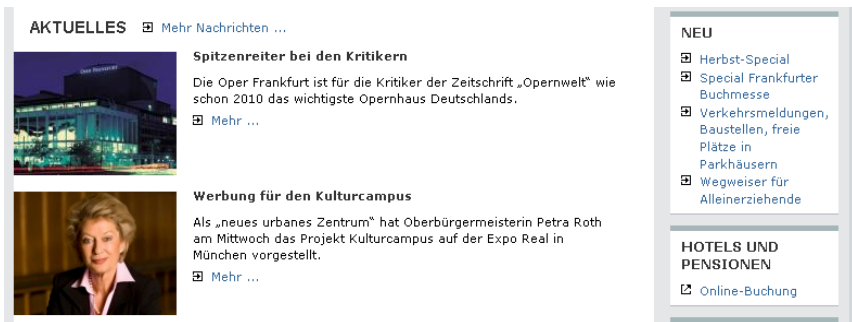 AKTUELLES Mehr Nachrichten ...
Spitzenreiter bei den Kritikern
Die Oper Frankfurt ist für die Kritiker der Zeitschrift „Opernwelt“ wie
schon 2010 das wichtigste Opernhaus Deutschlands.
Mehr ...
Werbung für den Kulturcampus
Als „neues urbanes Zentrum“ hat Oberbürgermeisterin Petra Roth
am Mittwoch das Projekt Kulturcampus auf der Expo Real in
München vorgestellt.
Mehr ...
NEU
Herbst-Special
Special Frankfurter
Buchmesse
Verkehrsmeldungen,
Baustellen, freie
Plätze in
Parkhäusern
Wegweiser für
Alleinerziehende
HOTELS UND
PENSIONEN
Online-Buchung